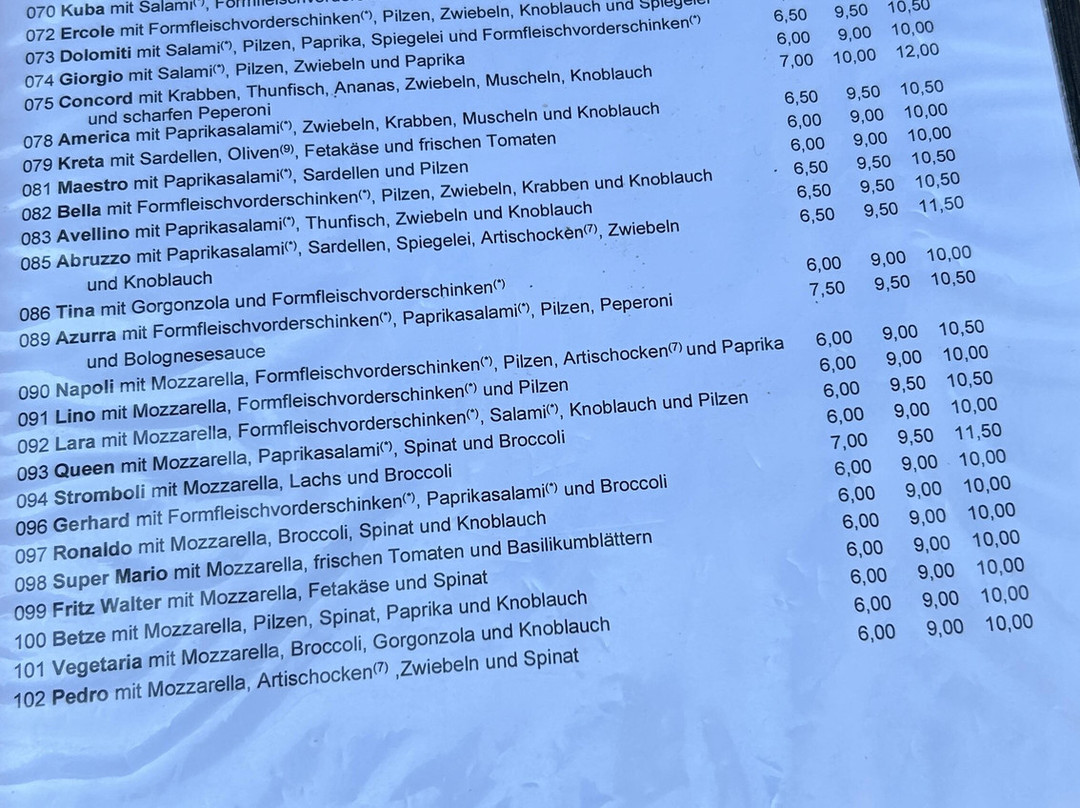 070 Kuba mit Salami(*),
072 Ercole mit Formfleischvorderschinken(*), Pilzen, Zwiebeln, Knoblauch und Spiegelei
073 Dolomiti mit Salami(*), Pilzen, Paprika, Spiegelei und Formfleischvorderschinken(*) 6,50 9,50 10,50
074 Giorgio mit Salami(*), Pilzen, Zwiebeln und Paprika 6,00 9,00 10,00
075 Concord mit Krabben, Thunfisch, Ananas, Zwiebeln, Muscheln, Knoblauch 7,00 10,00 12,00
und scharfen Peperoni
078 America mit Paprikasalami(*), Zwiebeln, Krabben, Muscheln und Knoblauch 6,50 9,50 10,50
079 Kreta mit Sardellen, Oliven(9), Fetakäse und frischen Tomaten 6,00 9,00 10,00
081 Maestro mit Paprikasalami(*), Sardellen und Pilzen 6,00 9,00 10,00
082 Bella mit Formfleischvorderschinken(*), Pilzen, Zwiebeln, Krabben und Knoblauch 6,50 9,50 10,50
083 Avellino mit Paprikasalami(*), Thunfisch, Zwiebeln und Knoblauch 6,50 9,50 10,50
085 Abruzzo mit Paprikasalami(*), Sardellen, Spiegelei, Artischocken(7), Zwiebeln 6,50 9,50 11,50
und Knoblauch
086 Tina mit Gorgonzola und Formfleischvorderschinken(*) 6,00 9,00 10,00
089 Azurra mit Formfleischvorderschinken(*), Paprikasalami(*), Pilzen, Peperoni 7,50 9,50 10,50
und Bolognesesauce
090 Napoli mit Mozzarella, Formfleischvorderschinken(*), Pilzen, Artischocken(7) und Paprika 6,00 9,00 10,50
091 Lino mit Mozzarella, Formfleischvorderschinken(*) und Pilzen 6,00 9,00 10,00
092 Lara mit Mozzarella, Formfleischvorderschinken(*), Salami(*), Knoblauch und Pilzen 6,00 9,50 10,50
093 Queen mit Mozzarella, Paprikasalami(*), Spinat und Broccoli 6,00 9,00 10,00
094 Stromboli mit Mozzarella, Lachs und Broccoli 7,00 9,50 11,50
096 Gerhard mit Formfleischvorderschinken(*), Paprikasalami(*) und Broccoli 6,00 9,00 10,00
097 Ronaldo mit Mozzarella, Broccoli, Spinat und Knoblauch 6,00 9,00 10,00
098 Super Mario mit Mozzarella, frischen Tomaten und Basilikumblättern 6,00 9,00 10,00
099 Fritz Walter mit Mozzarella, Fetakäse und Spinat 6,00 9,00 10,00
100 Betze mit Mozzarella, Pilzen, Spinat, Paprika und Knoblauch 6,00 9,00 10,00
101 Vegetaria mit Mozzarella, Broccoli, Gorgonzola und Knoblauch 6,00 9,00 10,00
102 Pedro mit Mozzarella, Artischocken(7) ,Zwiebeln und Spinat 6,00 9,00 10,00